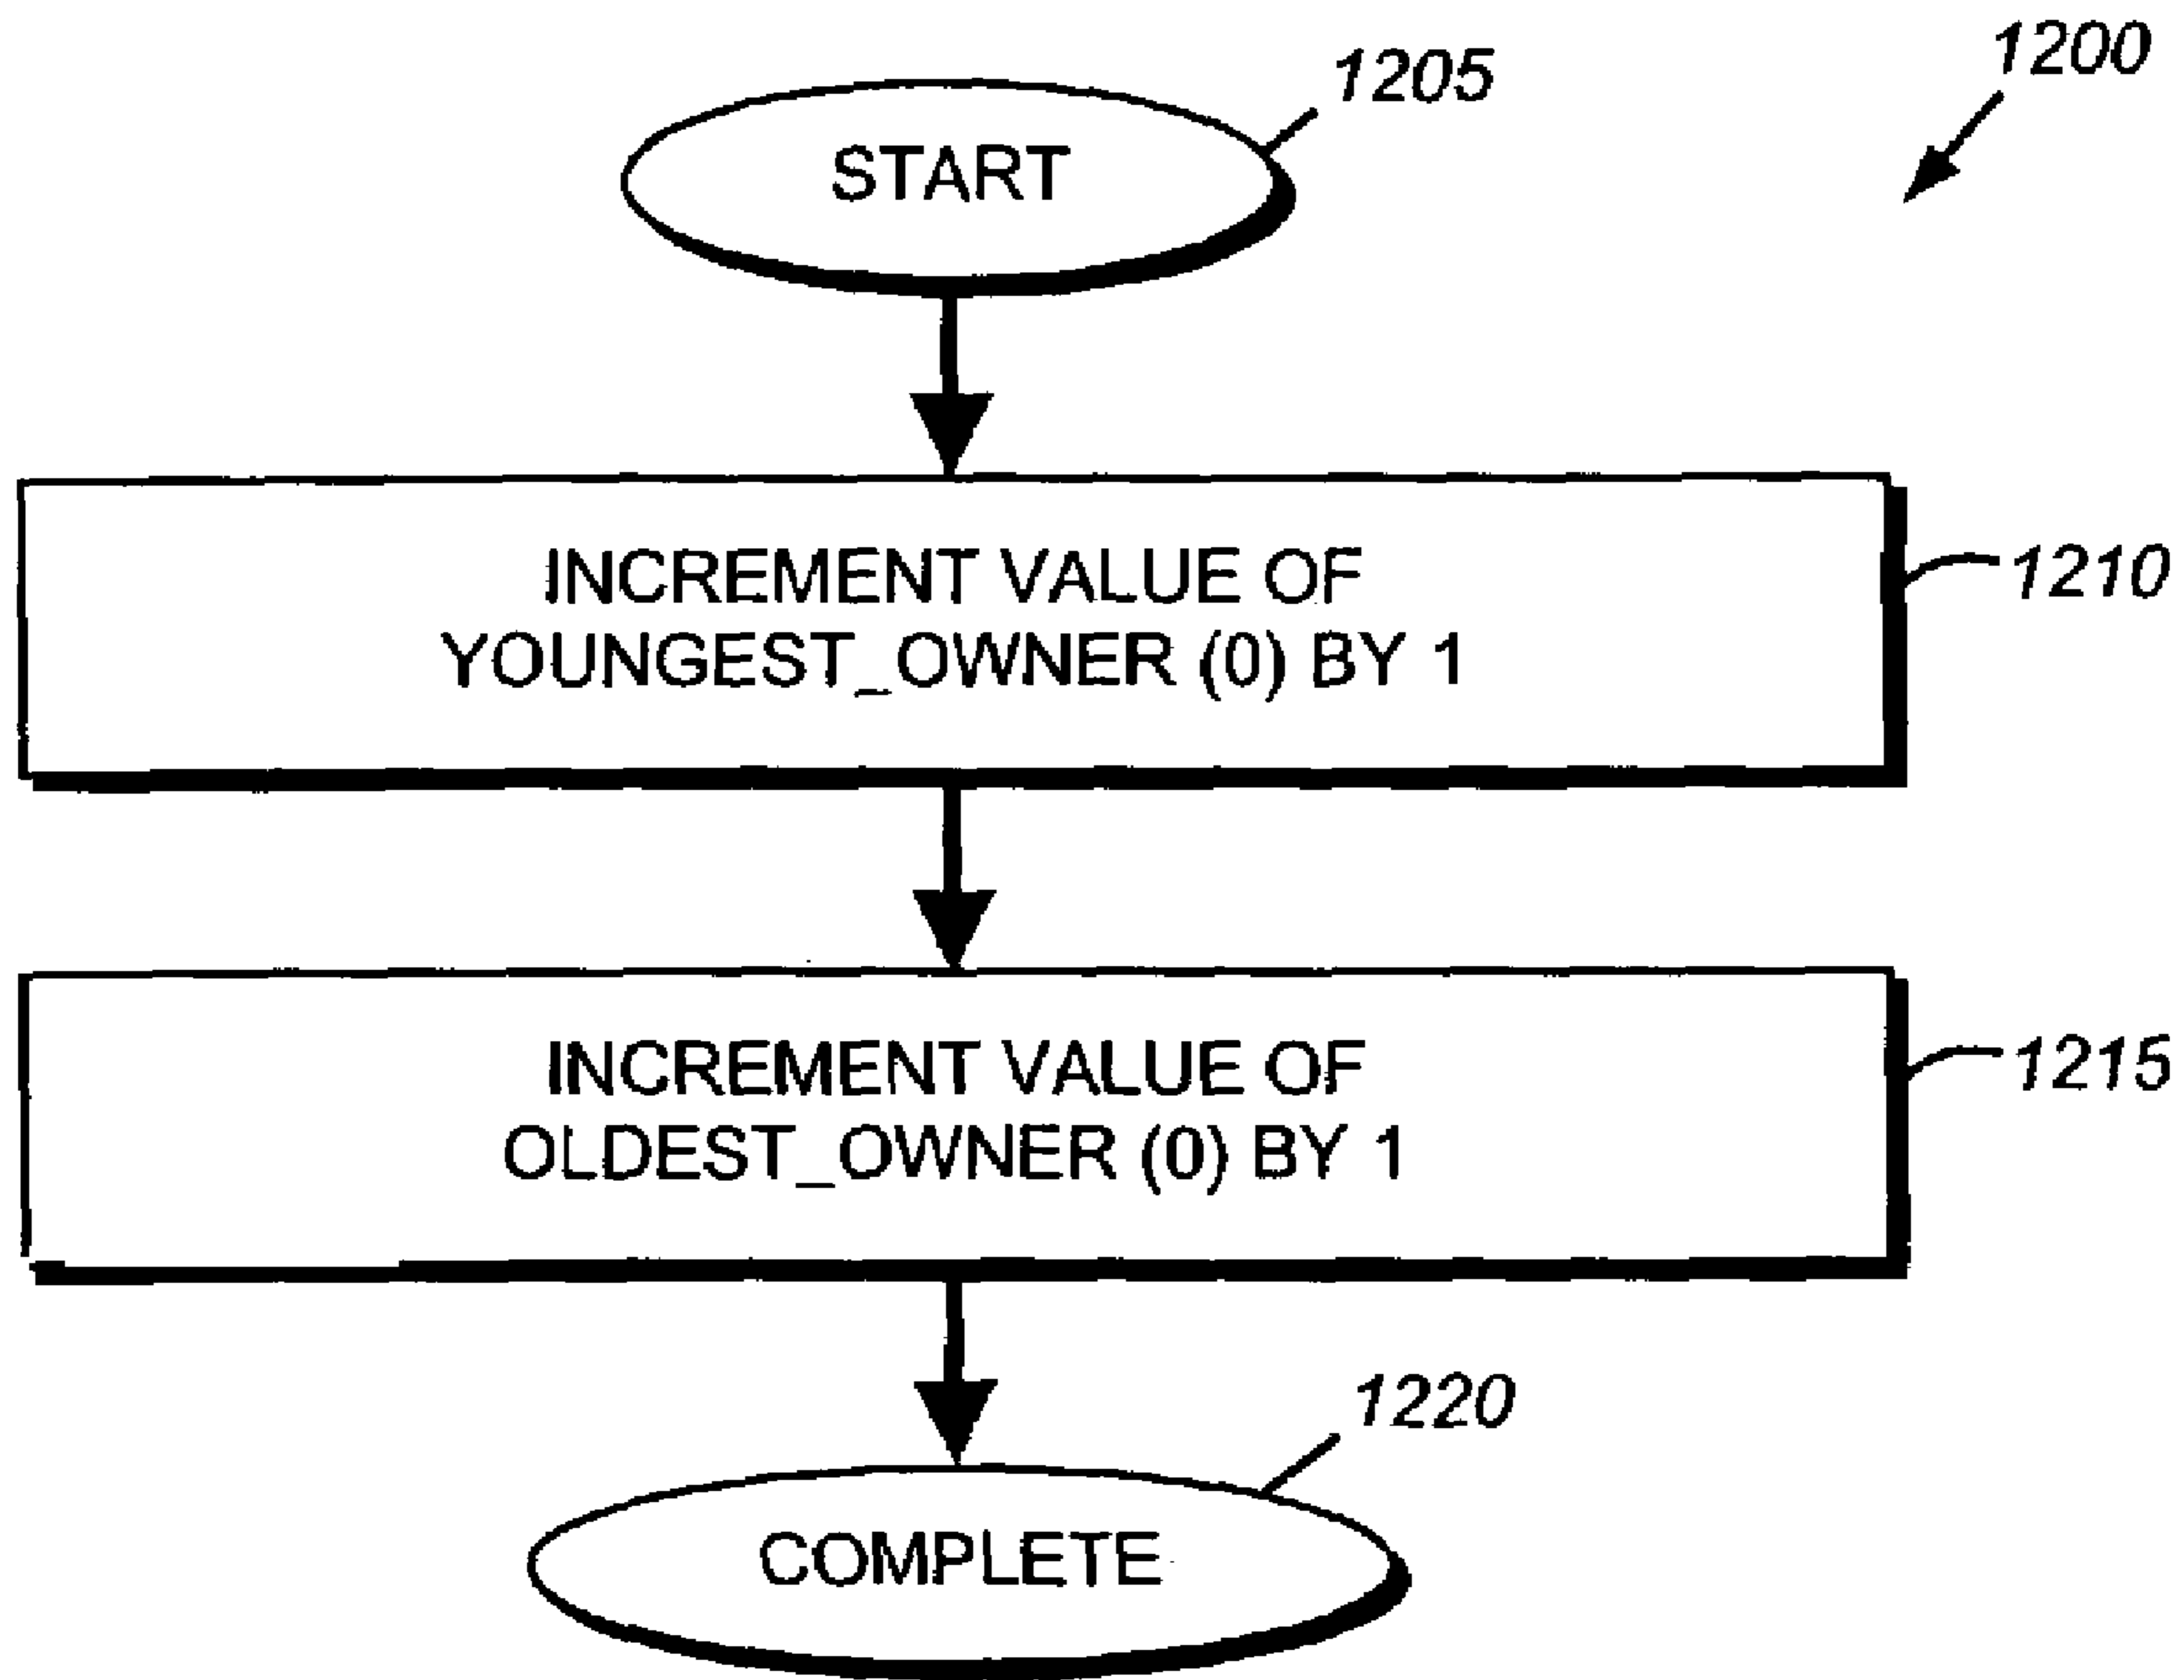 1200
1205
START
INCREMENT VALUE OF
YOUNGEST_OWNER (0) BY 1
1210
INCREMENT VALUE OF
OLDEST_OWNER (0) BY 1
1215
1220
COMPLETE